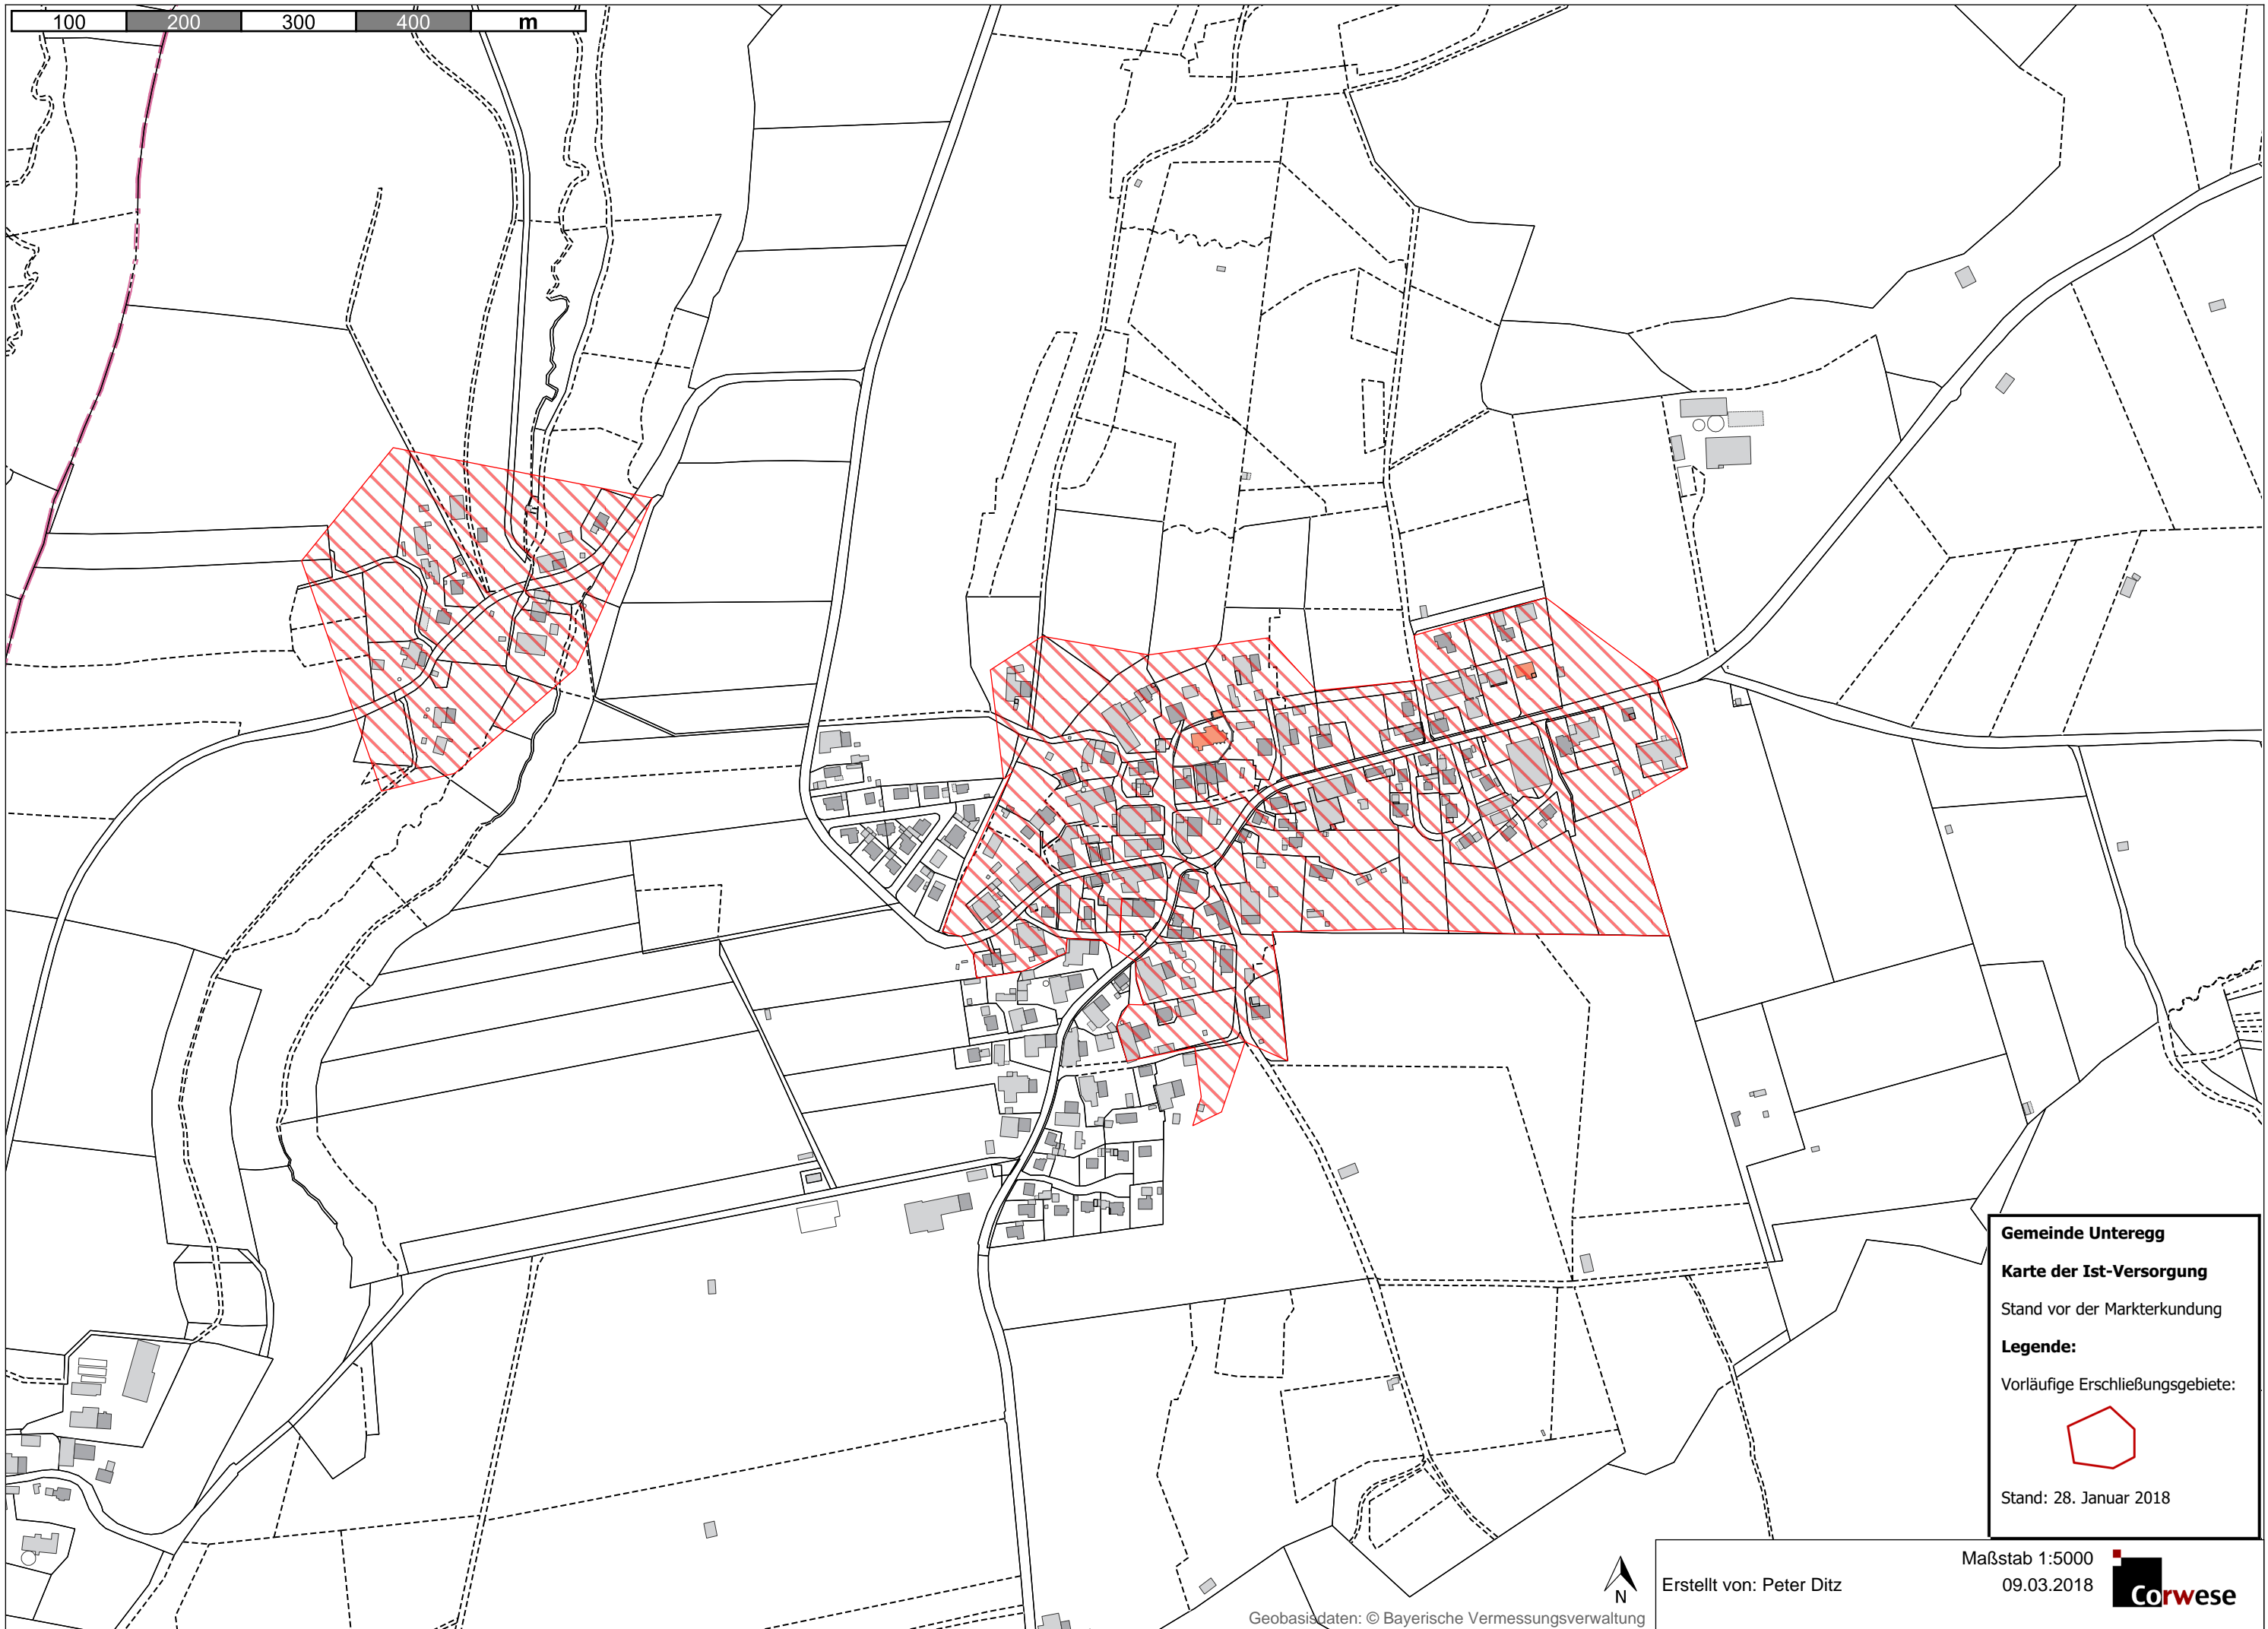 100 200 300 400 m
Gemeinde Unteregg
Karte der Ist-Versorgung
Stand vor der Markterkundung
Legende:
Vorläufige Erschließungsgebiete:
Stand: 28. Januar 2018
Maßstab 1:5000
Erstellt von: Peter Ditz
09.03.2018
Corwese
N
Geobasisdaten: © Bayerische Vermessungsverwaltung